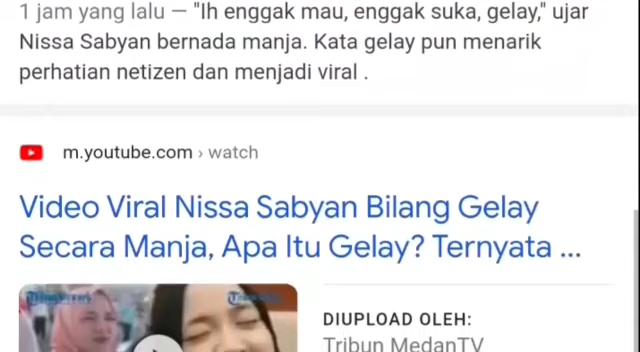 1 jam yang lalu — "Ih enggak mau, enggak suka, gelay," ujar
Nissa Sabyan bernada manja. Kata gelay pun menarik
perhatian netizen dan menjadi viral .
m.youtube.com › watch
Video Viral Nissa Sabyan Bilang Gelay
Secara Manja, Apa Itu Gelay? Ternyata ...
DIUPLOAD OLEH:
Tribun MedanTV